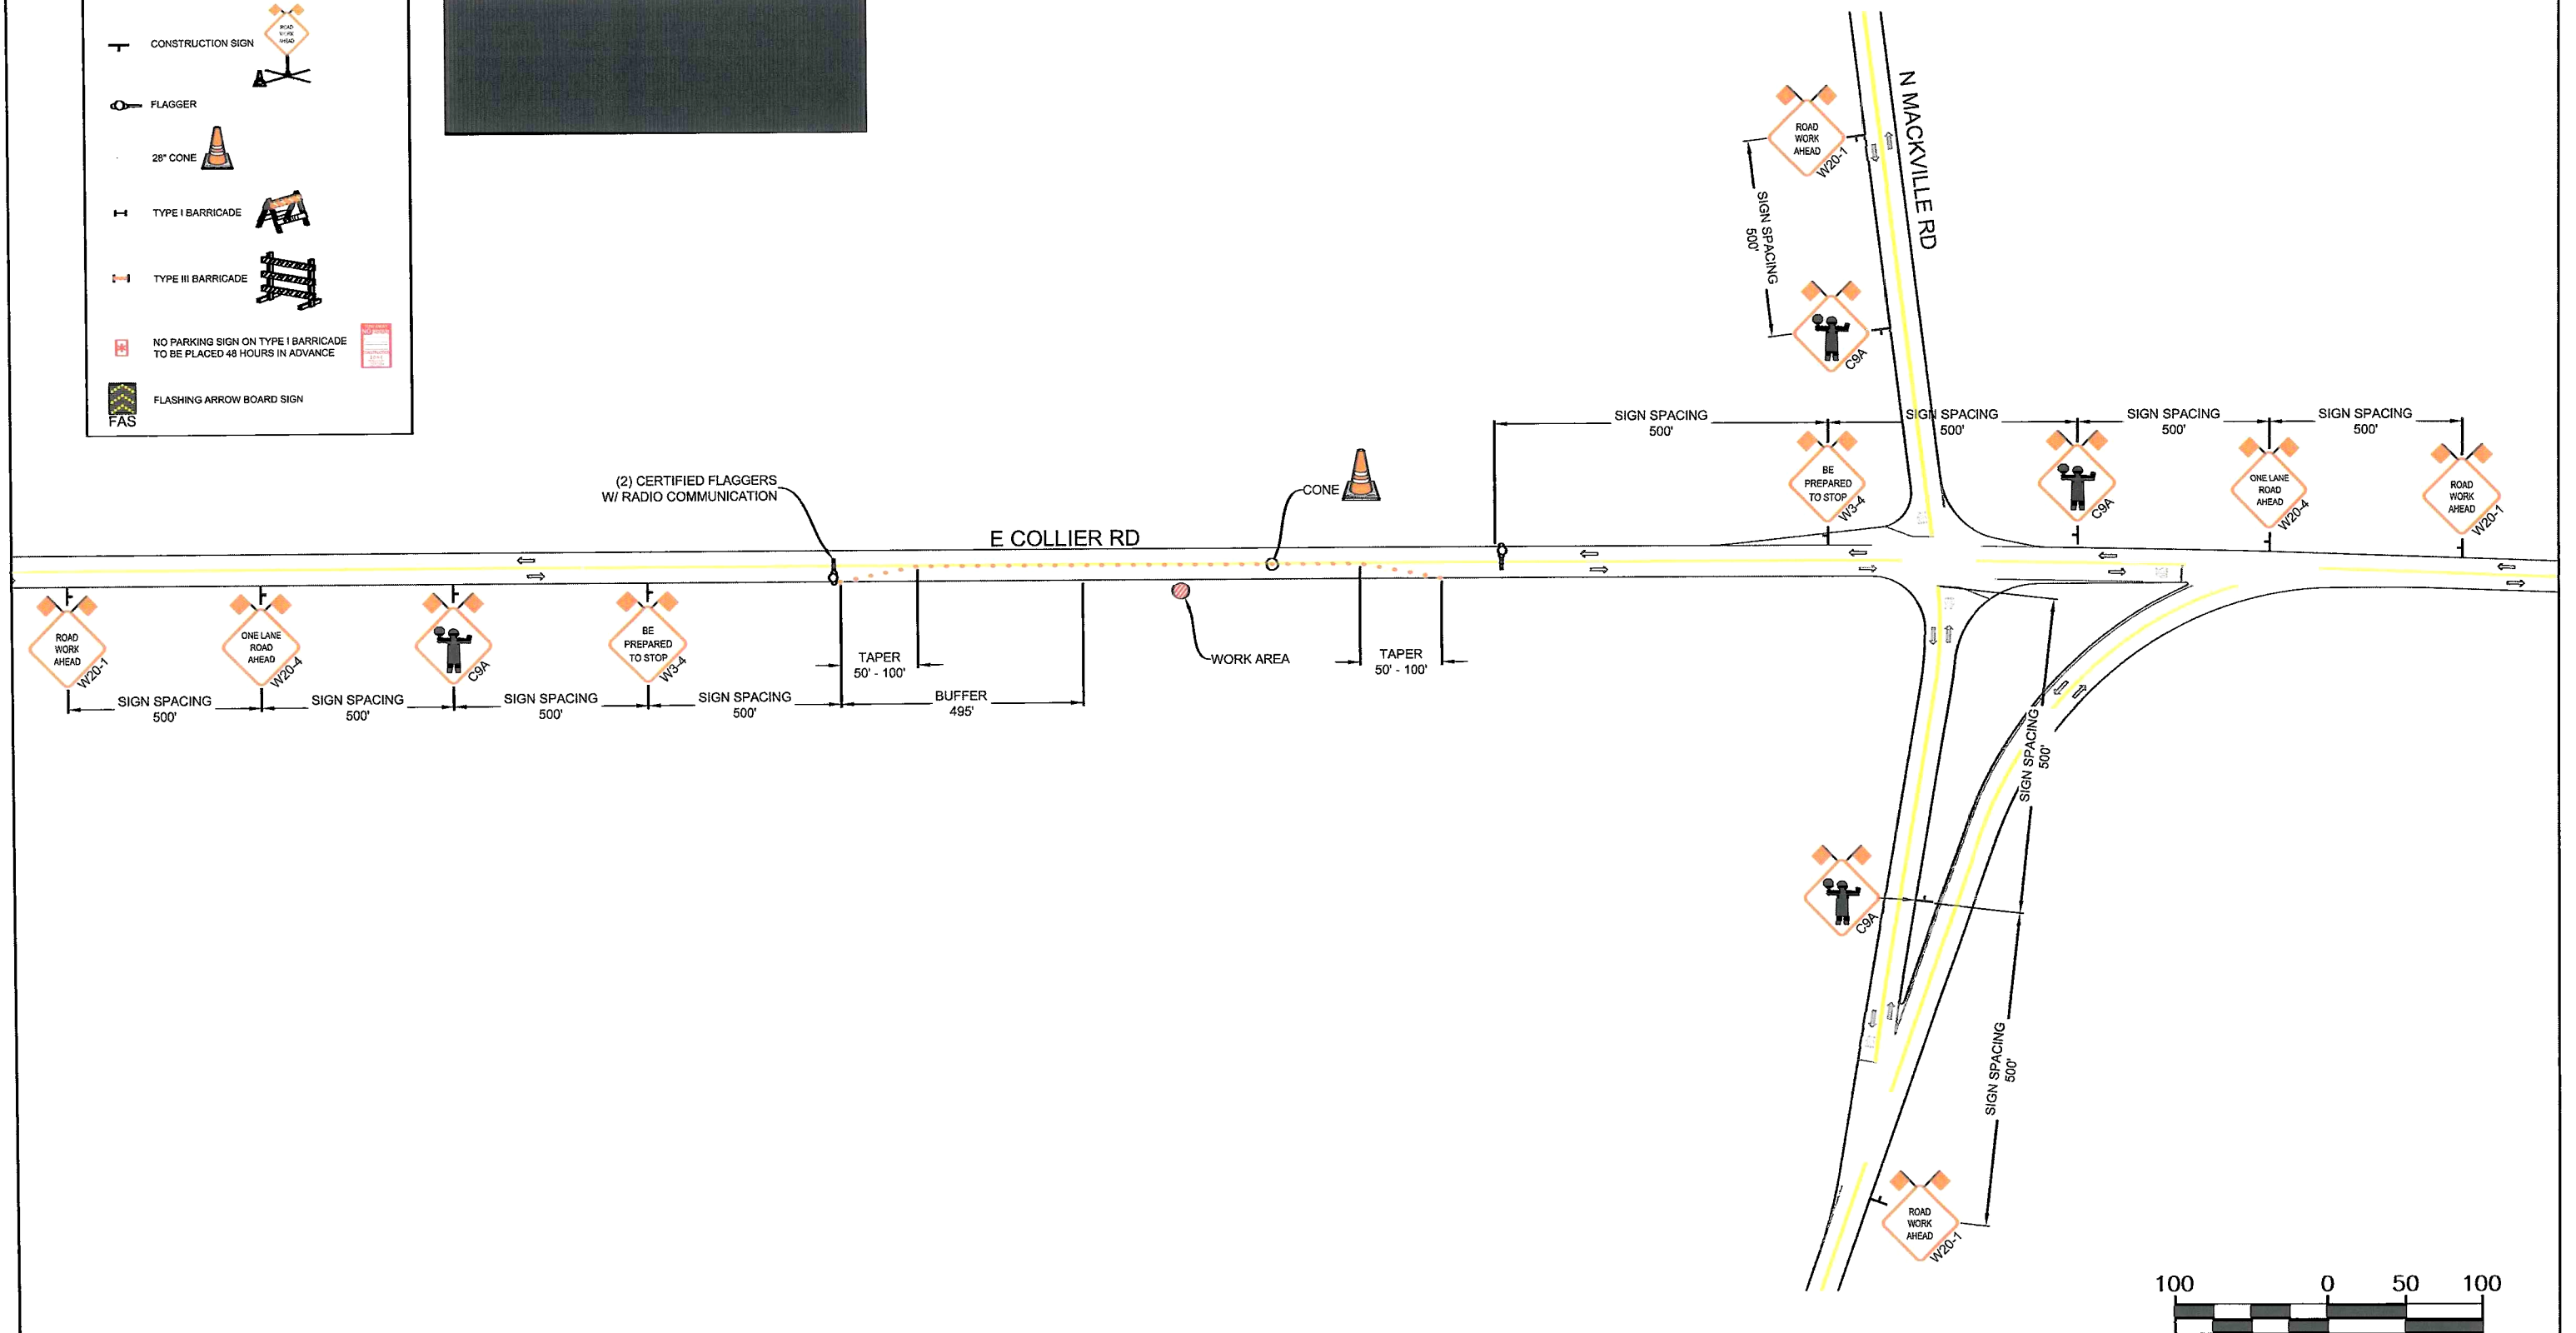 CONSTRUCTION SIGN
ROAD
WORK
AHEAD
FLAGGER
28" CONE
TYPE I BARRICADE
TYPE III BARRICADE
NO PARKING SIGN ON TYPE I BARRICADE
TO BE PLACED 48 HOURS IN ADVANCE
FLASHING ARROW BOARD SIGN
FAS
N MACKVILLE RD
ROAD
WORK
AHEAD
W20-1
SIGN SPACING
500'
C9A
SIGN SPACING
500'
SIGN SPACING
500'
SIGN SPACING
500'
SIGN SPACING
500'
BE
PREPARED
TO STOP
W3-4
C9A
ONE LANE
ROAD
AHEAD
W20-4
ROAD
WORK
AHEAD
W20-1
(2) CERTIFIED FLAGGERS
W/ RADIO COMMUNICATION
CONE
E COLLIER RD
ROAD
WORK
AHEAD
W20-1
ONE LANE
ROAD
AHEAD
W20-4
C9A
BE
PREPARED
TO STOP
W3-4
TAPER
50' - 100'
WORK AREA
TAPER
50' - 100'
SIGN SPACING
500'
SIGN SPACING
500'
SIGN SPACING
500'
SIGN SPACING
500'
BUFFER
495'
SIGN SPACING
500'
C9A
SIGN SPACING
500'
ROAD
WORK
AHEAD
W20-1
100 0 50 100